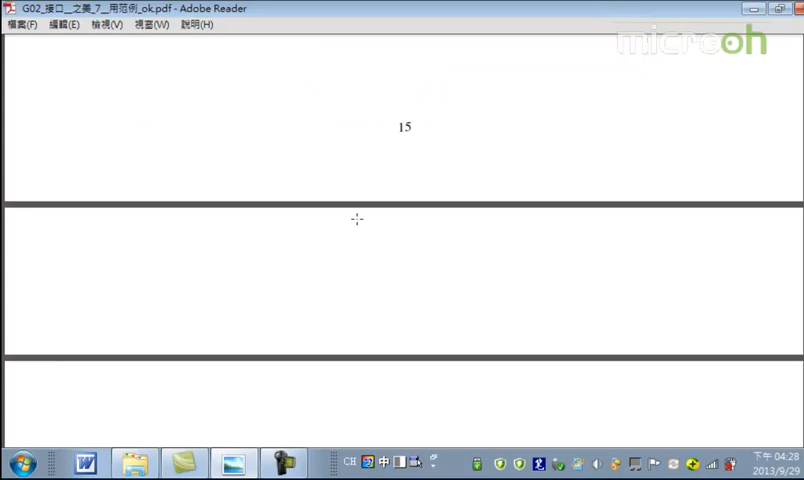 G02_接口__之美_7__用范例_ok.pdf - Adobe Reader
檔案(F) 編輯(E) 檢視(V) 視窗(W) 說明(H)
microoh
15
CH 中
下午 04:28
2013/9/29